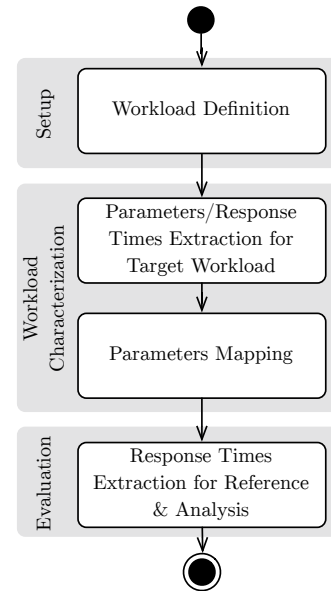 Setup
Workload Definition
Workload
Characterization
Parameters/Response
Times Extraction for
Target Workload
Parameters Mapping
Evaluation
Response Times
Extraction for Reference
& Analysis